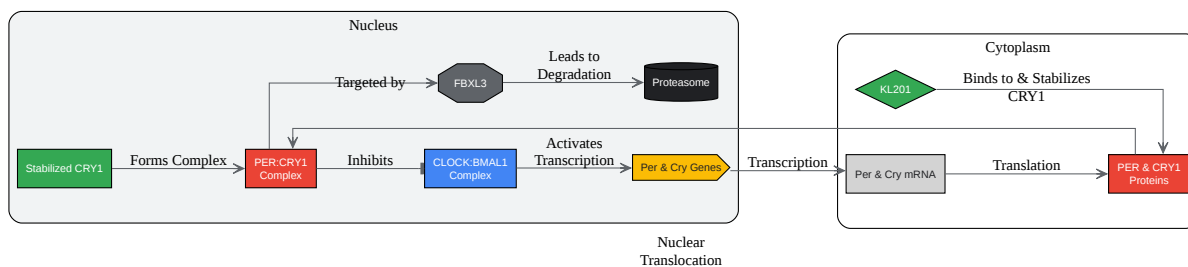 Nucleus
Cytoplasm
Targeted by
FBXL3
Leads to
Degradation
Proteasome
KL201
Binds to & Stabilizes
CRY1
Stabilized CRY1
Forms Complex
PER:CRY1
Complex
Inhibits
CLOCK:BMAL1
Complex
Activates
Transcription
Per & Cry Genes
Transcription
Per & Cry mRNA
Translation
PER & CRY1
Proteins
Nuclear
Translocation